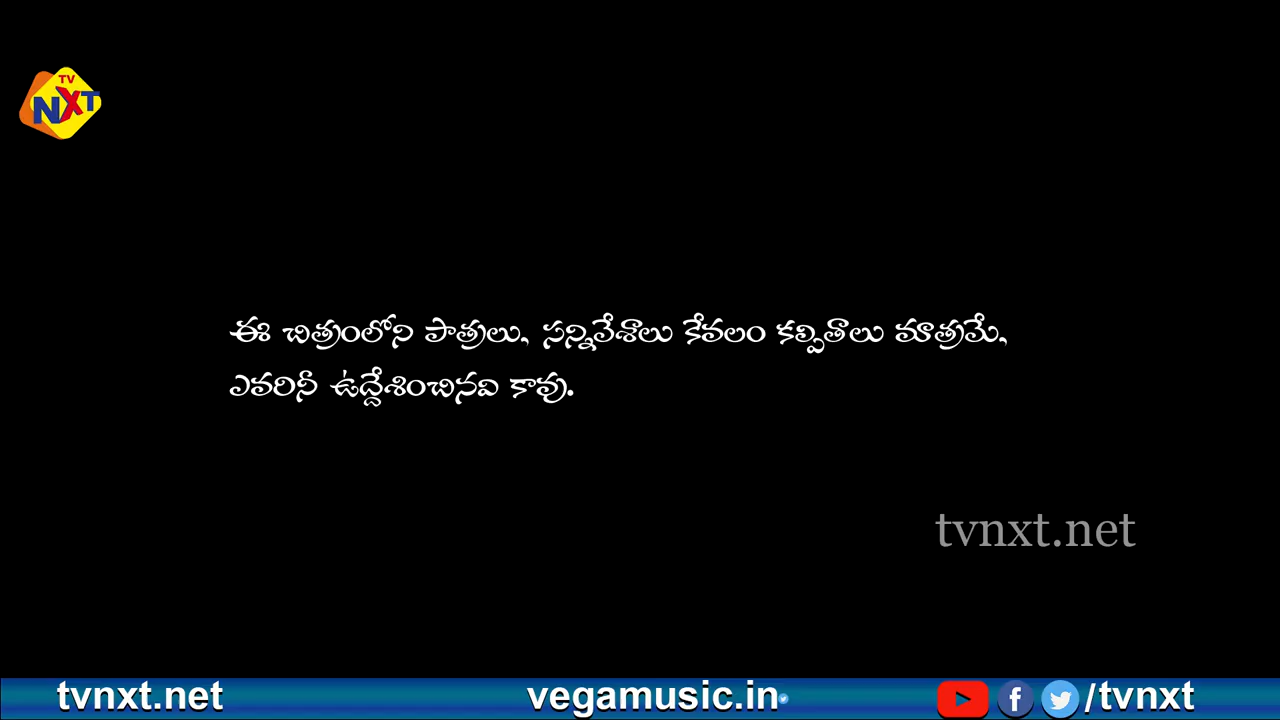 TV
NXT
ఈ చిత్రంలోని పాత్రలు, సన్నివేశాలు కేవలం కల్పితాలు మాత్రమే,
ఎవరినీ ఉద్దేశించినవి కావు.
tvnxt.net
tvnxt.net vegamusic.in /tvnxt